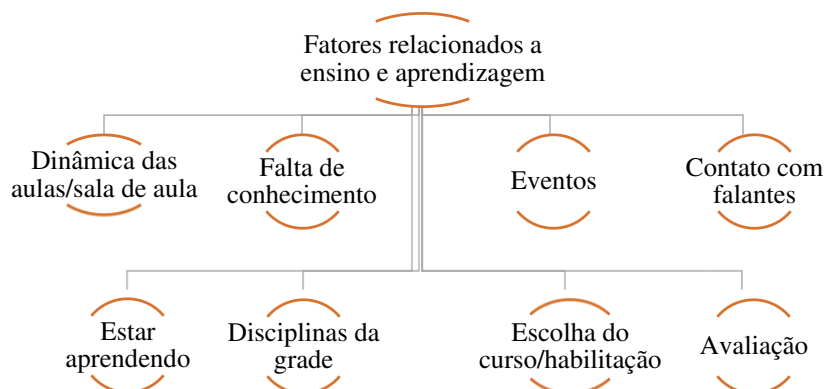 Fatores relacionados a
ensino e aprendizagem
Dinâmica das
aulas/sala de aula
Falta de
conhecimento
Eventos
Contato com
falantes
Estar
aprendendo
Disciplinas da
grade
Escolha do
curso/habilitação
Avaliação